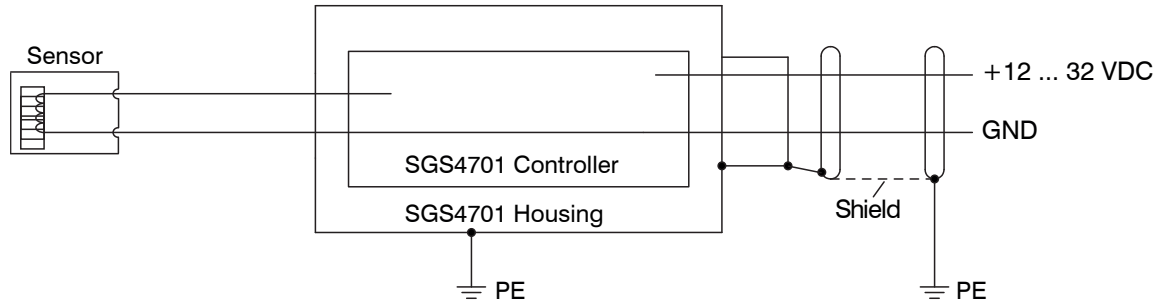 Sensor
+12 ... 32 VDC
GND
SGS4701 Controller
SGS4701 Housing
Shield
PE
PE